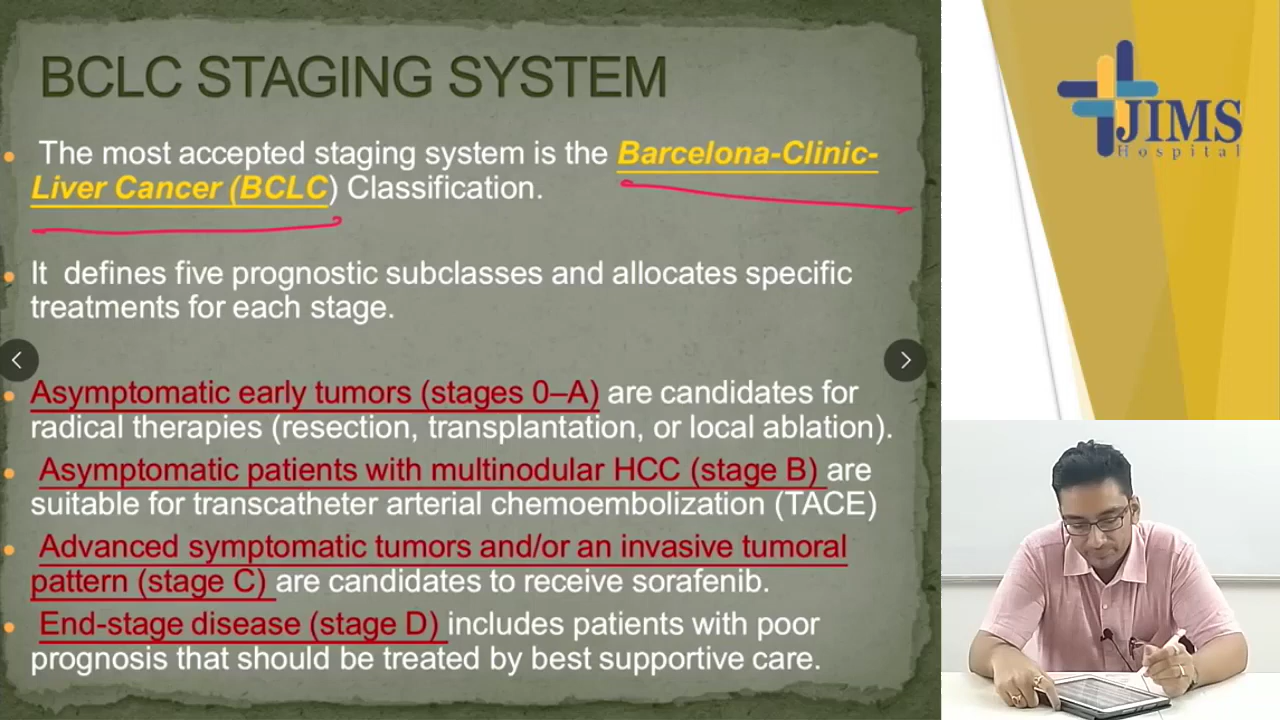 BCLC STAGING SYSTEM
The most accepted staging system is the Barcelona-Clinic-
Liver Cancer (BCLC) Classification.
It defines five prognostic subclasses and allocates specific
treatments for each stage.
Asymptomatic early tumors (stages 0–A) are candidates for
radical therapies (resection, transplantation, or local ablation).
Asymptomatic patients with multinodular HCC (stage B) are
suitable for transcatheter arterial chemoembolization (TACE)
Advanced symptomatic tumors and/or an invasive tumoral
pattern (stage C) are candidates to receive sorafenib.
End-stage disease (stage D) includes patients with poor
prognosis that should be treated by best supportive care.
JIMS
Hospital